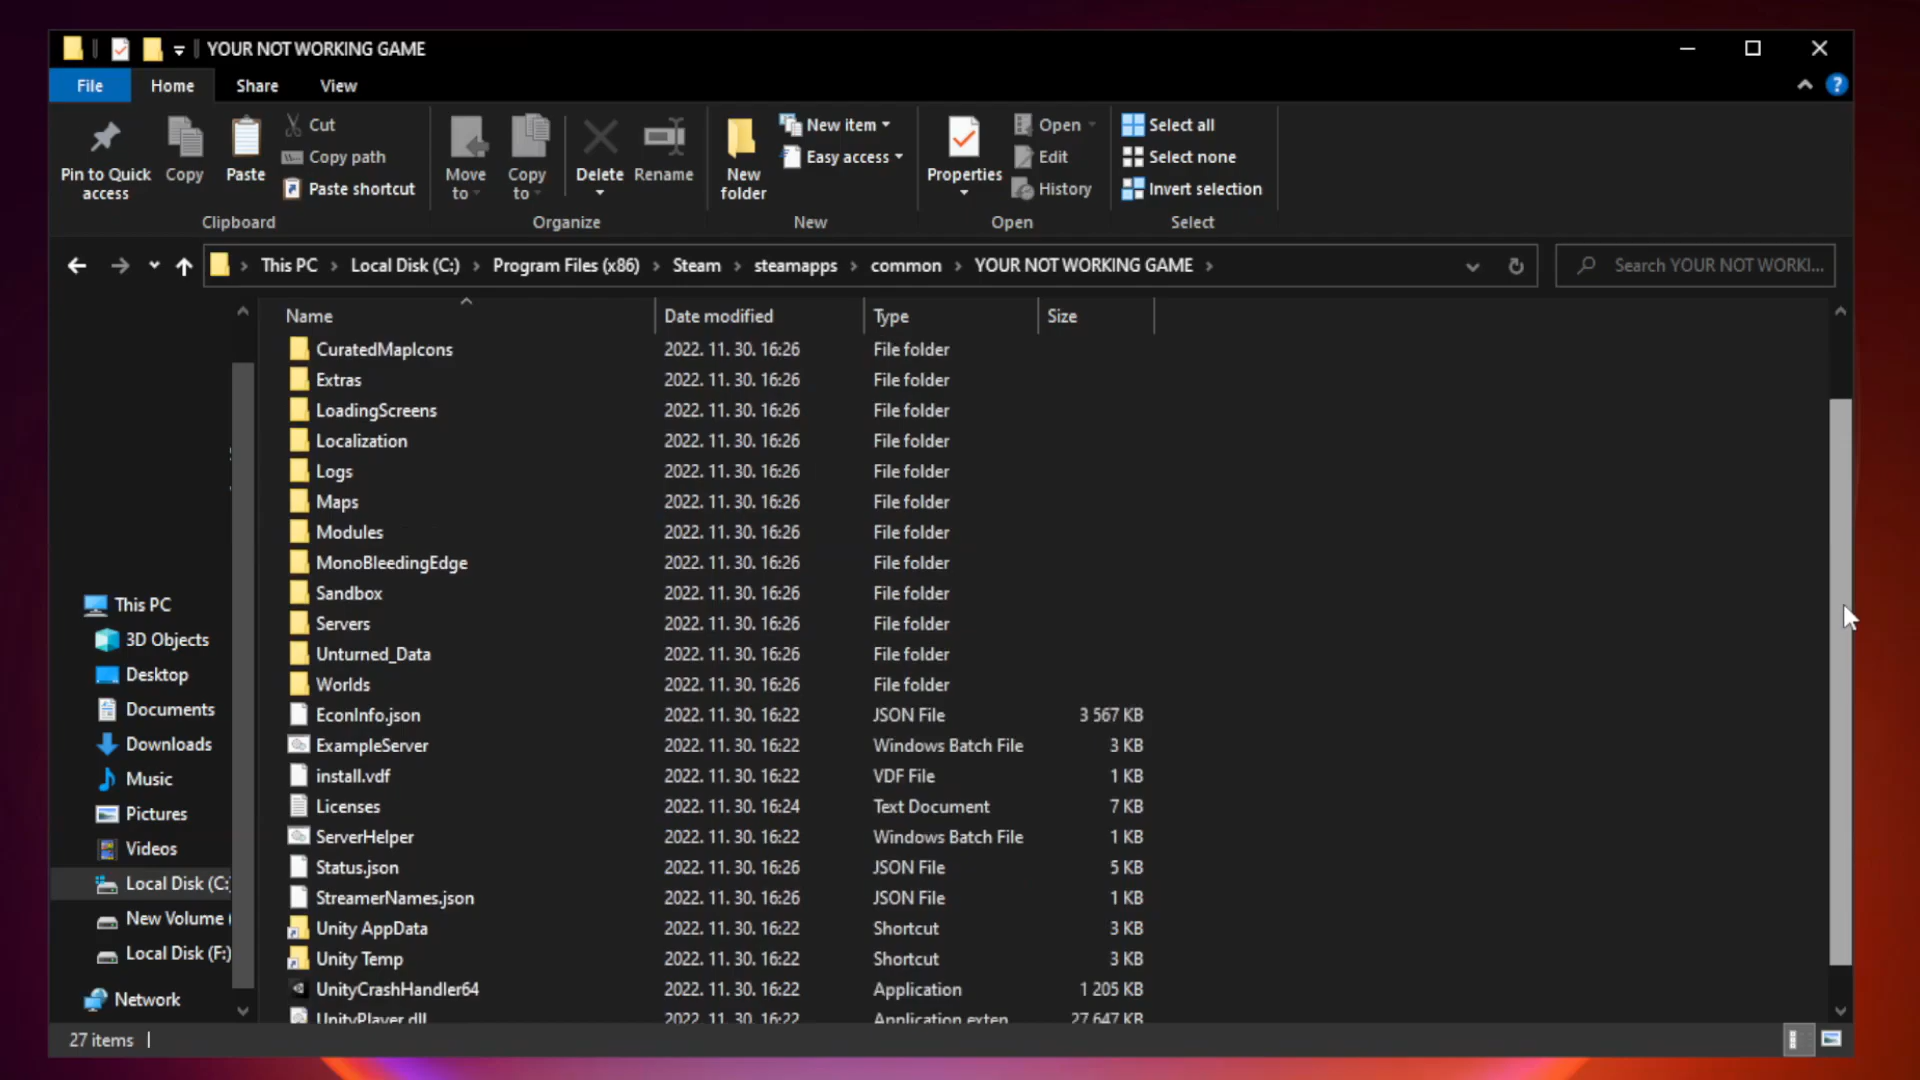 YOUR NOT WORKING GAME
File Home Share View
Pin to Quick access
Copy
Paste
Cut
Copy path
Paste shortcut
Clipboard
Move to
Copy to
Delete
Rename
Organize
New folder
New item
Easy access
New
Properties
Open
Edit
History
Open
Select all
Select none
Invert selection
Select
This PC Local Disk (C:) Program Files (x86) Steam steamapps common YOUR NOT WORKING GAME
Search YOUR NOT WORKI...
Name Date modified Type Size
CuratedMapIcons 2022. 11. 30. 16:26 File folder
Extras 2022. 11. 30. 16:26 File folder
LoadingScreens 2022. 11. 30. 16:26 File folder
Localization 2022. 11. 30. 16:26 File folder
Logs 2022. 11. 30. 16:26 File folder
Maps 2022. 11. 30. 16:26 File folder
Modules 2022. 11. 30. 16:26 File folder
MonoBleedingEdge 2022. 11. 30. 16:26 File folder
Sandbox 2022. 11. 30. 16:26 File folder
Servers 2022. 11. 30. 16:26 File folder
Unturned_Data 2022. 11. 30. 16:26 File folder
Worlds 2022. 11. 30. 16:26 File folder
EconInfo.json 2022. 11. 30. 16:22 JSON File 3 567 KB
ExampleServer 2022. 11. 30. 16:22 Windows Batch File 3 KB
install.vdf 2022. 11. 30. 16:22 VDF File 1 KB
Licenses 2022. 11. 30. 16:24 Text Document 7 KB
ServerHelper 2022. 11. 30. 16:22 Windows Batch File 1 KB
Status.json 2022. 11. 30. 16:26 JSON File 5 KB
StreamerNames.json 2022. 11. 30. 16:22 JSON File 1 KB
Unity AppData 2022. 11. 30. 16:22 Shortcut 3 KB
Unity Temp 2022. 11. 30. 16:22 Shortcut 3 KB
UnityCrashHandler64 2022. 11. 30. 16:22 Application 1 205 KB
UnityPlayer.dll 2022. 11. 30. 16:22 Application exten 27 647 KB
This PC
3D Objects
Desktop
Documents
Downloads
Music
Pictures
Videos
Local Disk (C:
New Volume (
Local Disk (F:)
Network
27 items